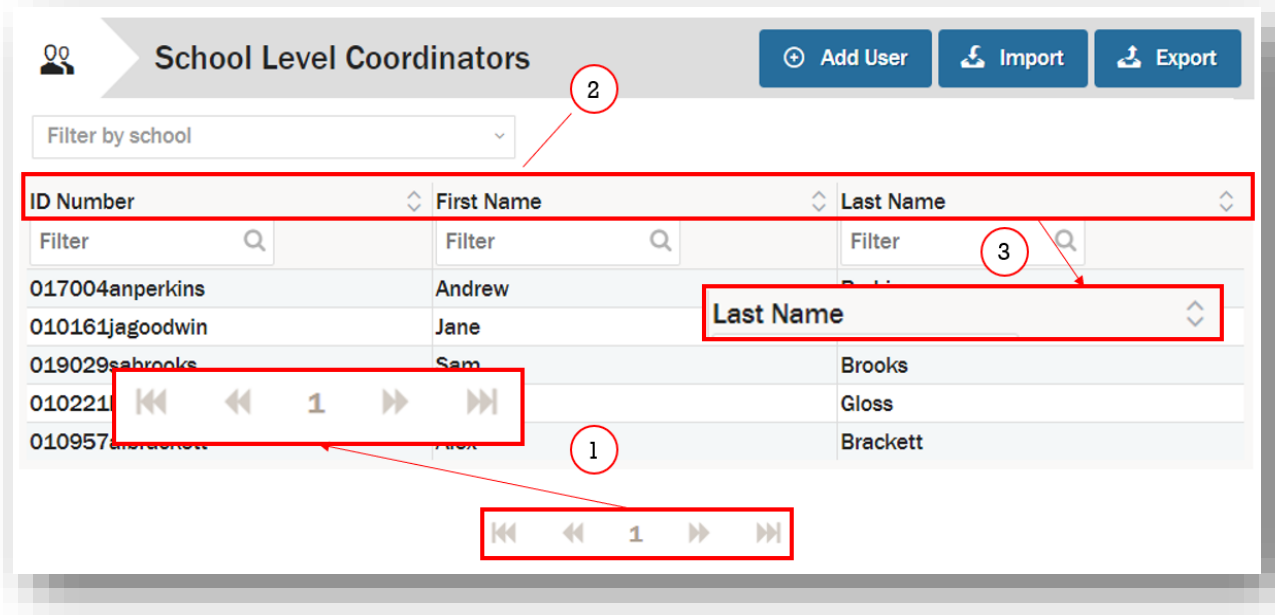 School Level Coordinators
Add User
Import
Export
2
Filter by school
ID Number First Name Last Name
Filter Filter Filter
3
017004anperkins Andrew
Last Name
010161jagoodwin Jane
019029sabrooks Sam Brooks
1
Gloss
Brackett
1
1